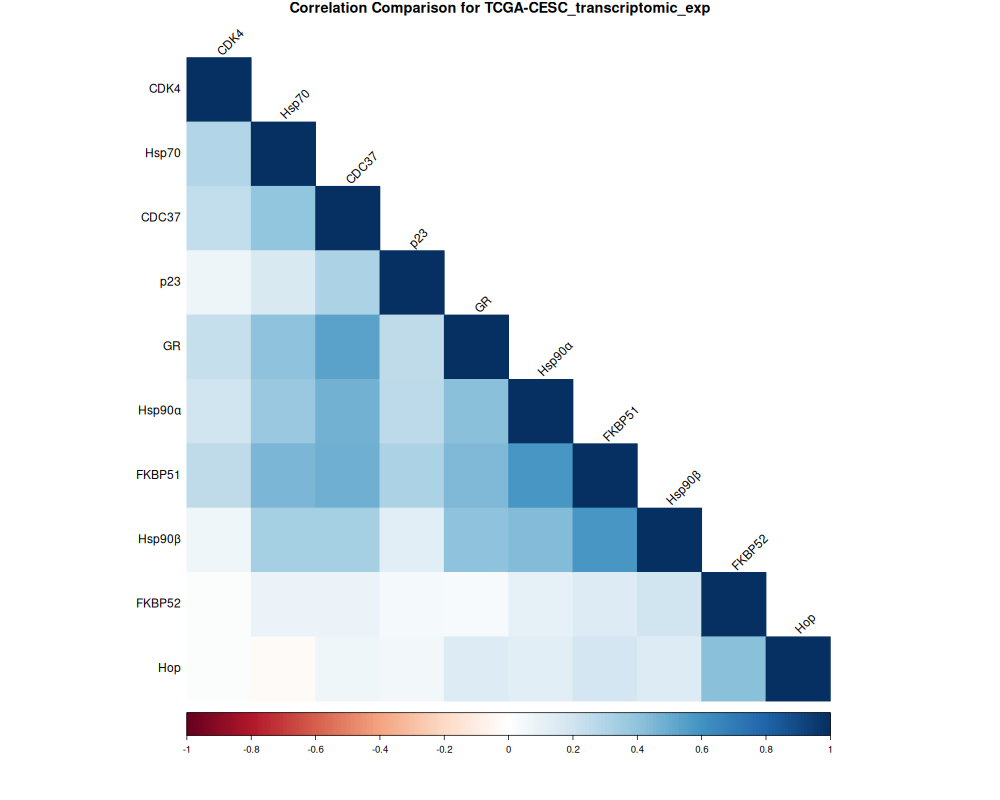 Correlation Comparison for TCGA-CESC_transcriptomic_exp
CDK4
Hsp70
CDC37
p23
GR
Hsp90α
FKBP51
Hsp90β
FKBP52
Hop
CDK4
Hsp70
CDC37
p23
GR
Hsp90α
FKBP51
Hsp90β
FKBP52
Hop
-1 -0.8 -0.6 -0.4 -0.2 0 0.2 0.4 0.6 0.8 1